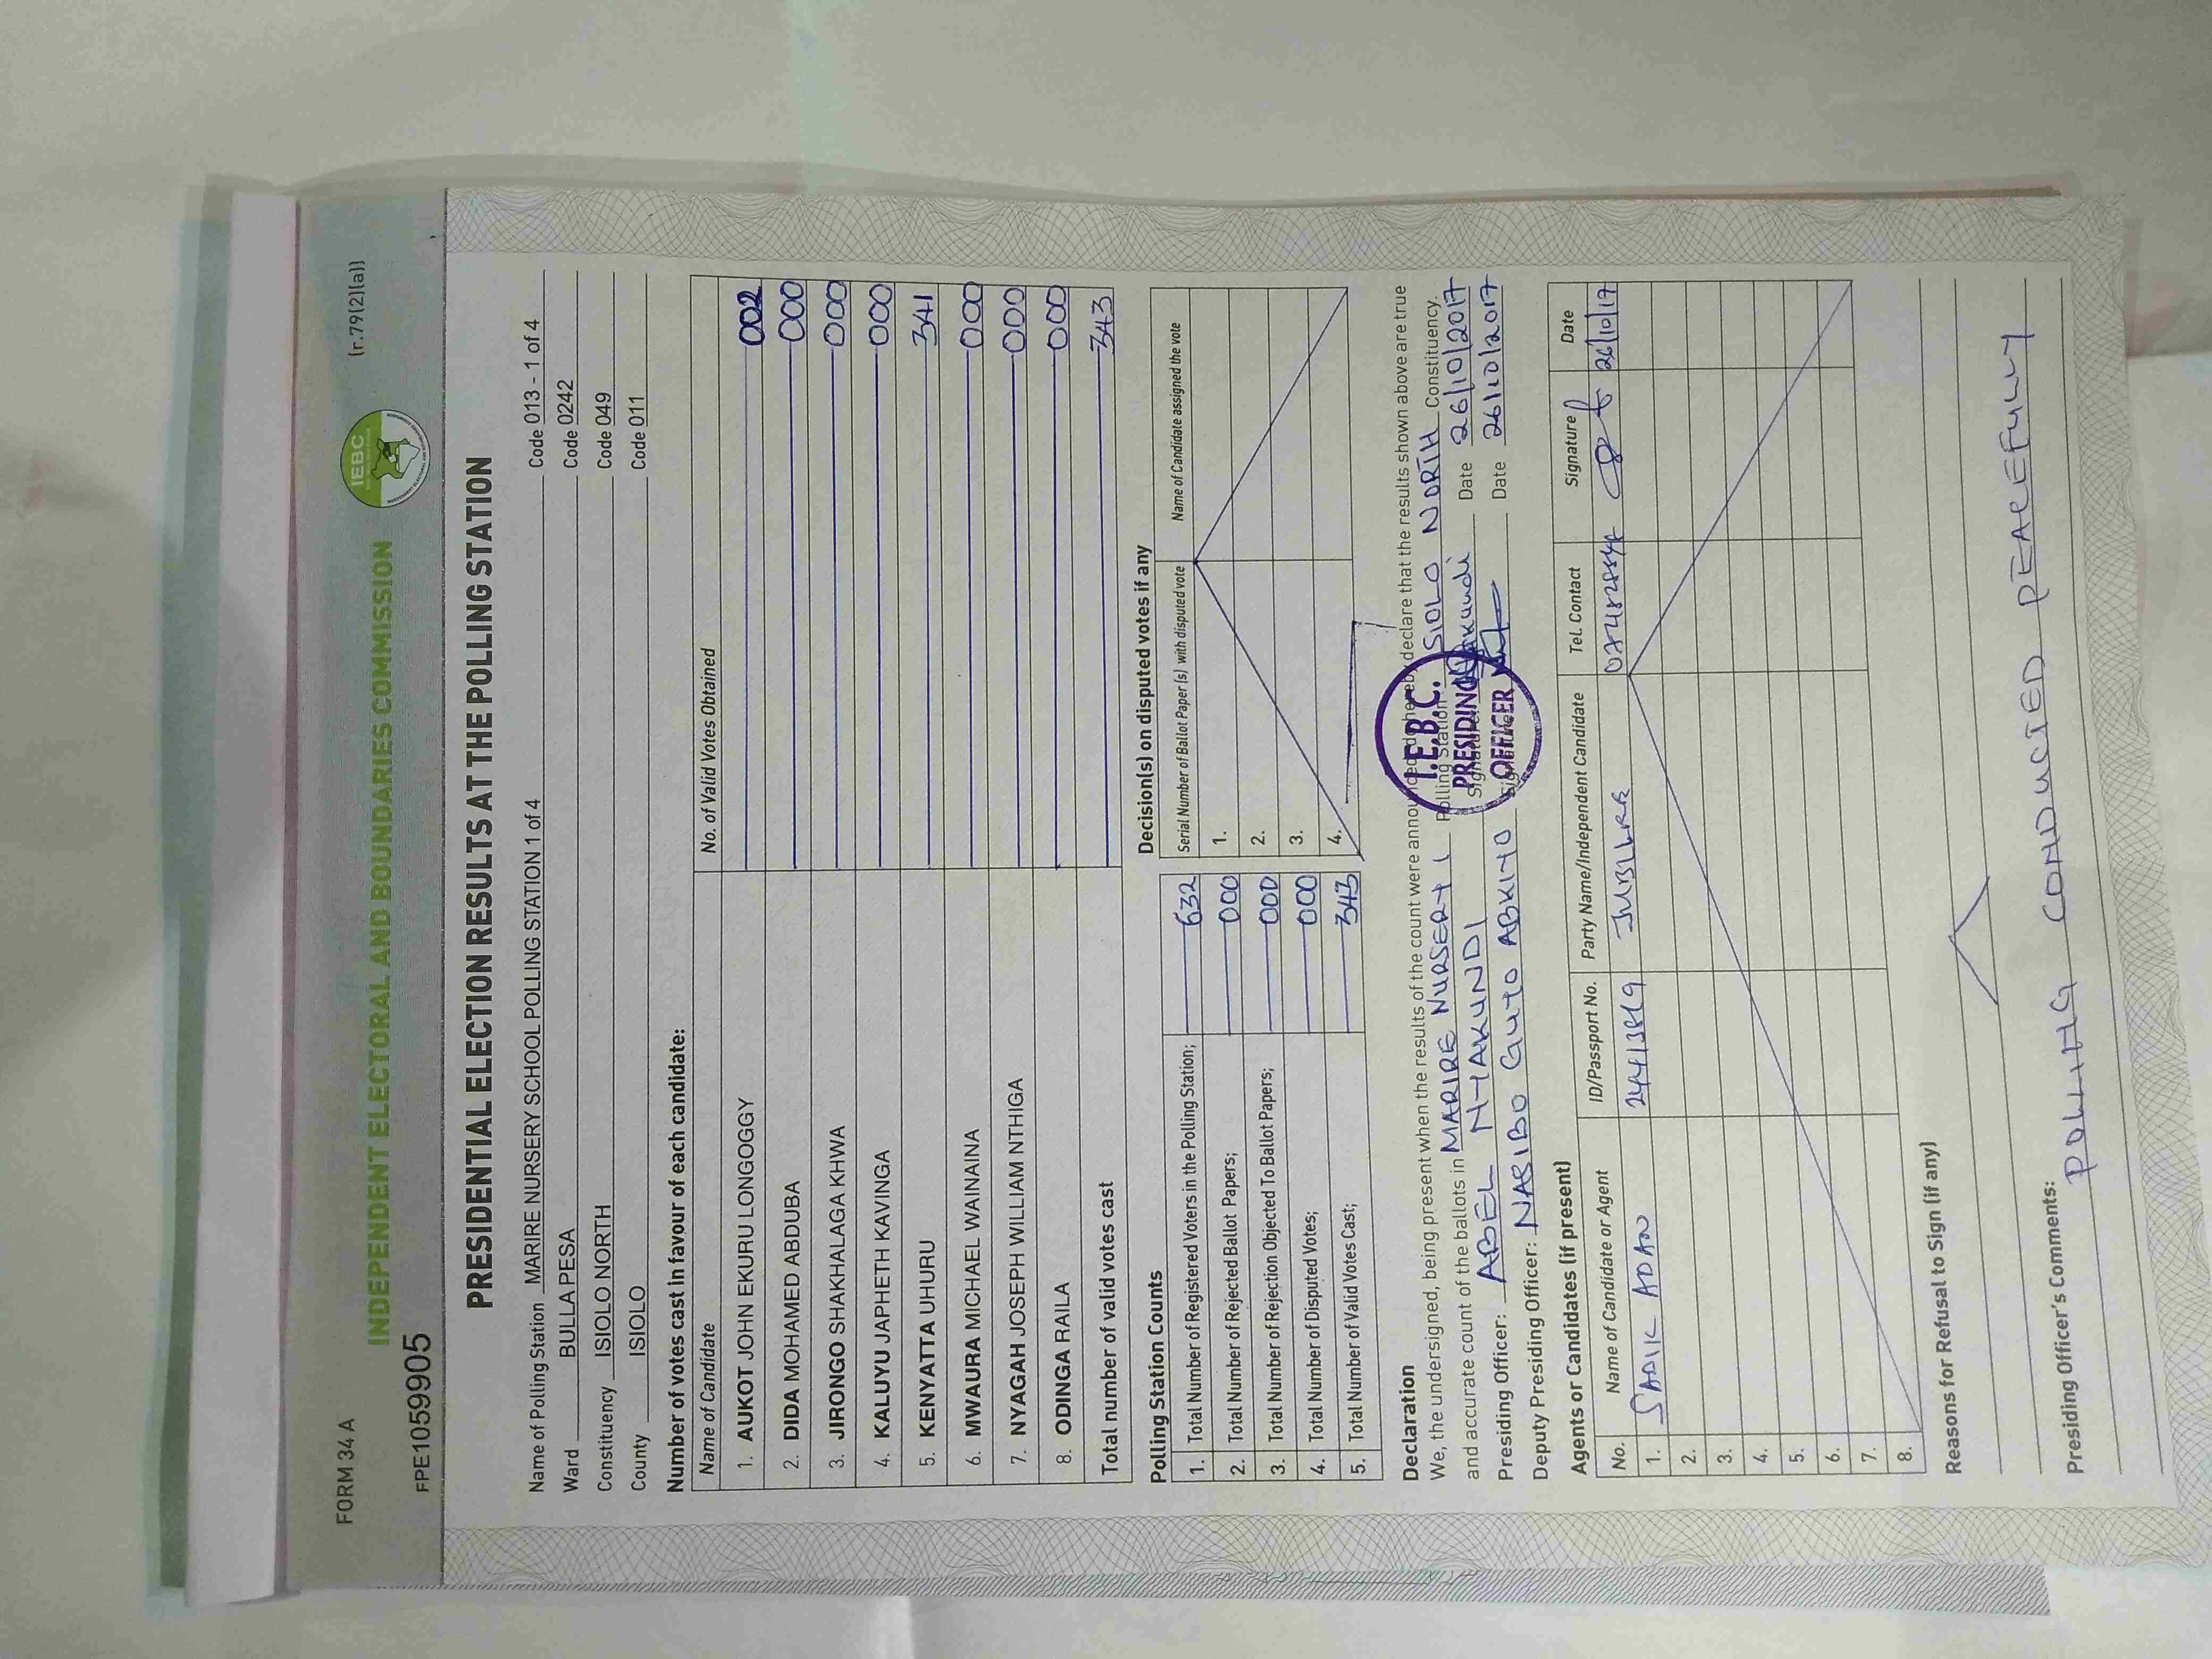 FORM 34 A
(r.79(2)(a))
IEBC
INDEPENDENT ELECTORAL AND BOUNDARIES COMMISSION
FPE1059905
PRESIDENTIAL ELECTION RESULTS AT THE POLLING STATION
Name of Polling Station MARIRE NURSERY SCHOOL POLLING STATION 1 of 4 Code 013 - 1 of 4
Ward BULLA PESA Code 0242
Constituency ISIOLO NORTH Code 049
County ISIOLO Code 011
Number of votes cast in favour of each candidate:
Name of Candidate No. of Valid Votes Obtained
1. AUKOT JOHN EKURU LONGOGGY 002
2. DIDA MOHAMED ABDUBA 000
3. JIRONGO SHAKHALAGA KHWA 000
4. KALUYU JAPHETH KAVINGA 000
5. KENYATTA UHURU 341
6. MWAURA MICHAEL WAINAINA 000
7. NYAGAH JOSEPH WILLIAM NTHIGA 000
8. ODINGA RAILA 000
Total number of valid votes cast 343
Polling Station Counts
1. Total Number of Registered Voters in the Polling Station; 632
2. Total Number of Rejected Ballot Papers; 000
3. Total Number of Rejection Objected To Ballot Papers; 000
4. Total Number of Disputed Votes; 000
5. Total Number of Valid Votes Cast; 343
Decision(s) on disputed votes if any
Serial Number of Ballot Paper (s) with disputed vote Name of Candidate assigned the vote
1.
2.
3.
4.
Declaration
We, the undersigned, being present when the results of the count were announced, do hereby declare that the results shown above are true
and accurate count of the ballots in MARIRE NURSERY 1 Polling Station ISIOLO NORTH Constituency.
Presiding Officer: ABEL Date 26/10/2017
Deputy Presiding Officer: NASIBO GUYO Date 26/10/2017
I.E.B.C.
PRESIDING
OFFICER
Agents or Candidates (if present)
No. Name of Candidate or Agent ID/Passport No. Party Name/Independent Candidate Tel. Contact Signature Date
1. SADIK ADAN 26/10/17
2.
3.
4.
5.
6.
7.
8.
Reasons for Refusal to Sign (if any)
Presiding Officer's Comments:
POLLING CONDUCTED PEACEFULLY